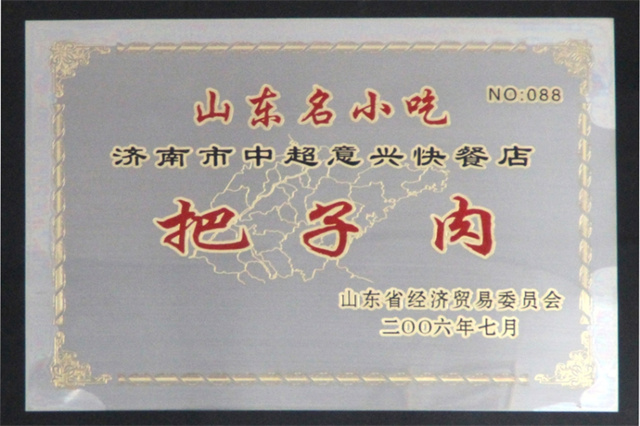 山东名小吃
NO:088
济南市中超意兴快餐店
把子肉
山东省经济贸易委员会
二OO六年七月